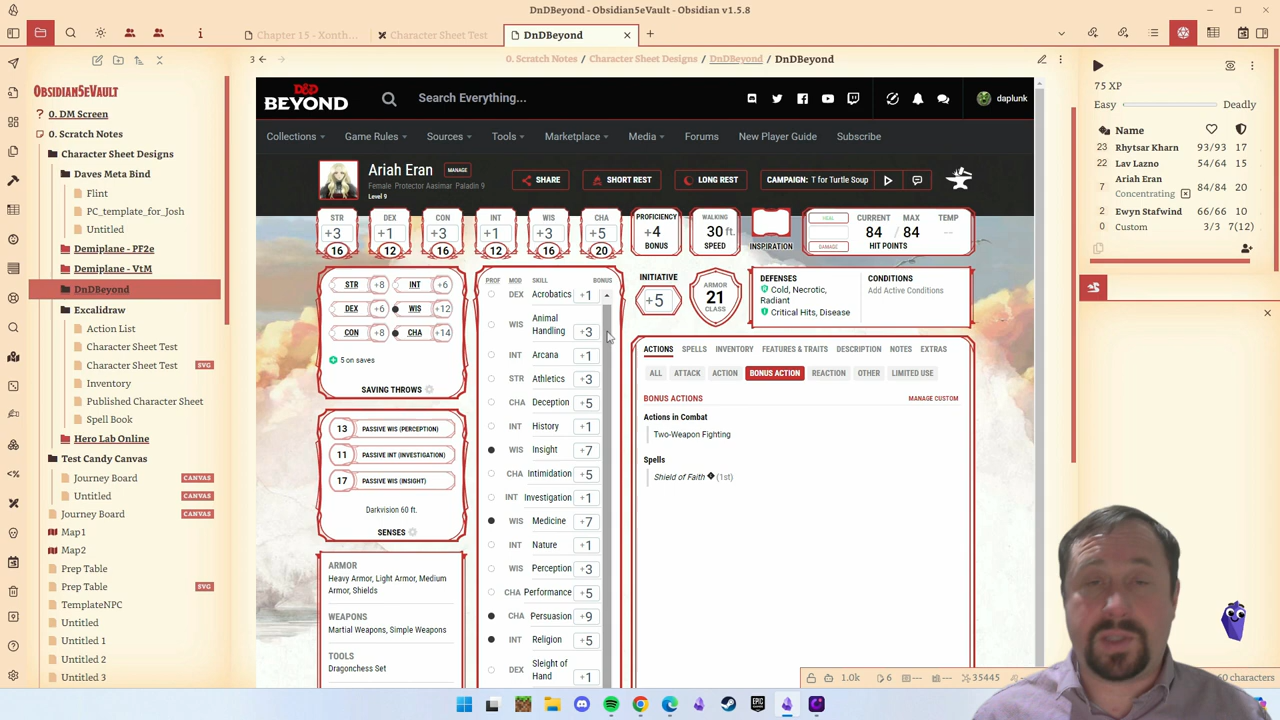 DnDBeyond - Obsidian5eVault - Obsidian v1.5.8
Chapter 15 - Xonth...
Character Sheet Test
DnDBeyond
3
0. Scratch Notes / Character Sheet Designs / DnDBeyond / DnDBeyond
Obsidian5eVault
0. DM Screen
0. Scratch Notes
Character Sheet Designs
Daves Meta Bind
Flint
PC_template_for_Josh
Untitled
Demiplane - PF2e
Demiplane - VtM
DnDBeyond
Excalidraw
Action List
Character Sheet Test
Character Sheet Test SVG
Inventory
Published Character Sheet
Spell Book
Hero Lab Online
Test Candy Canvas
Journey Board CANVAS
Untitled CANVAS
Journey Board CANVAS
Map1
Map2
Prep Table
Prep Table SVG
TemplateNPC
Untitled
Untitled 1
Untitled 2
Untitled 3
D&D BEYOND
Search Everything...
daplunk
Collections Game Rules Sources Tools Marketplace Media Forums New Player Guide Subscribe
Ariah Eran MANAGE
Female Protector Aasimar Paladin 9
Level 9
SHARE SHORT REST LONG REST CAMPAIGN: T for Turtle Soup
STR DEX CON INT WIS CHA
+3 +1 +3 +1 +3 +5
16 12 16 12 16 20
PROFICIENCY +4 BONUS
WALKING 30 ft. SPEED
INSPIRATION
HEAL DAMAGE
CURRENT MAX TEMP
84 / 84 --
HIT POINTS
STR +8 INT +6
DEX +6 WIS +12
CON +8 CHA +14
5 on saves
SAVING THROWS
13 PASSIVE WIS (PERCEPTION)
11 PASSIVE INT (INVESTIGATION)
17 PASSIVE WIS (INSIGHT)
Darkvision 60 ft.
SENSES
ARMOR
Heavy Armor, Light Armor, Medium
Armor, Shields
WEAPONS
Martial Weapons, Simple Weapons
TOOLS
Dragonchess Set
PROF MOD SKILL BONUS
DEX Acrobatics +1
WIS Animal Handling +3
INT Arcana +1
STR Athletics +3
CHA Deception +5
INT History +1
WIS Insight +7
CHA Intimidation +5
INT Investigation +1
WIS Medicine +7
INT Nature +1
WIS Perception +3
CHA Performance +5
CHA Persuasion +9
INT Religion +5
DEX Sleight of Hand +1
INITIATIVE
+5
ARMOR
21
CLASS
DEFENSES
Cold, Necrotic,
Radiant
Critical Hits, Disease
CONDITIONS
Add Active Conditions
ACTIONS SPELLS INVENTORY FEATURES & TRAITS DESCRIPTION NOTES EXTRAS
ALL ATTACK ACTION BONUS ACTION REACTION OTHER LIMITED USE
BONUS ACTIONS MANAGE CUSTOM
Actions in Combat
Two-Weapon Fighting
Spells
Shield of Faith (1st)
75 XP
Easy Deadly
Name
23 Rhytsar Kharn 93/93 17
22 Lav Lazno 54/64 15
7 Ariah Eran 84/84 20
Concentrating
2 Ewyn Stafwind 66/66 10
0 Custom 3/3 7(12)
1.0k 6 --- --- 35445 60 characters
EPIC